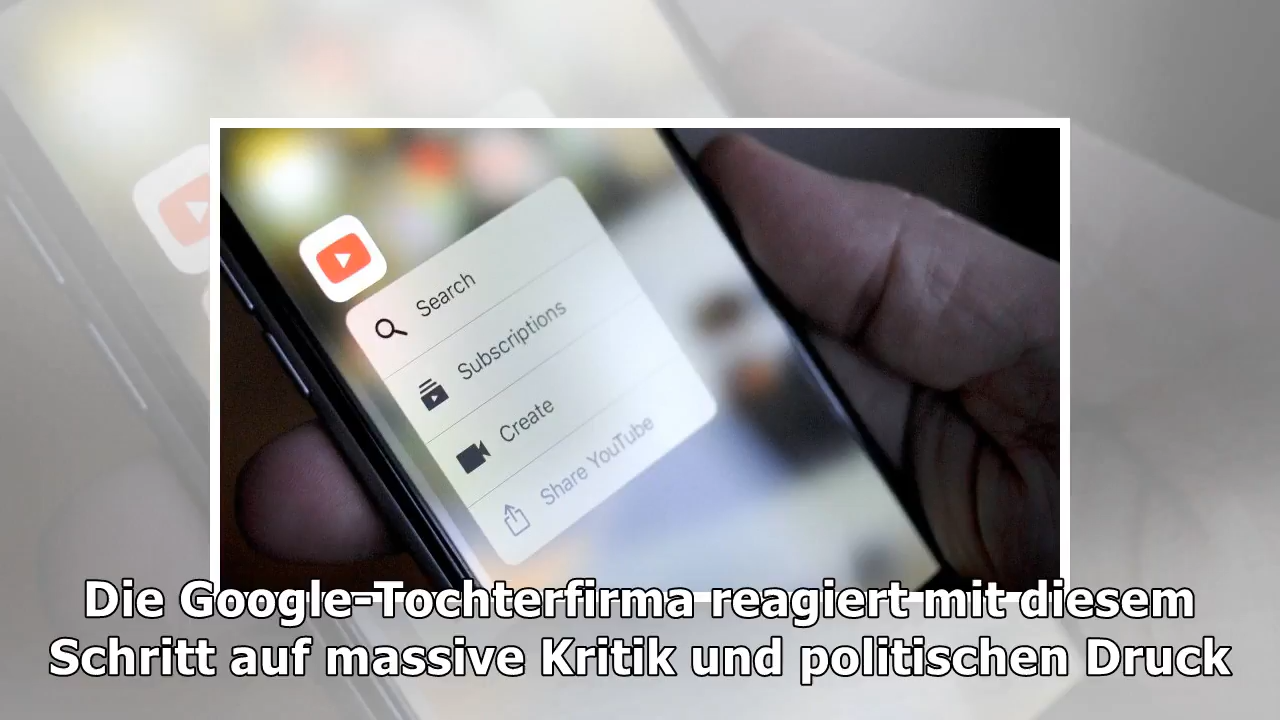 Search
Subscriptions
Create
Share YouTube
Die Google-Tochterfirma reagiert mit diesem
Schritt auf massive Kritik und politischen Druck